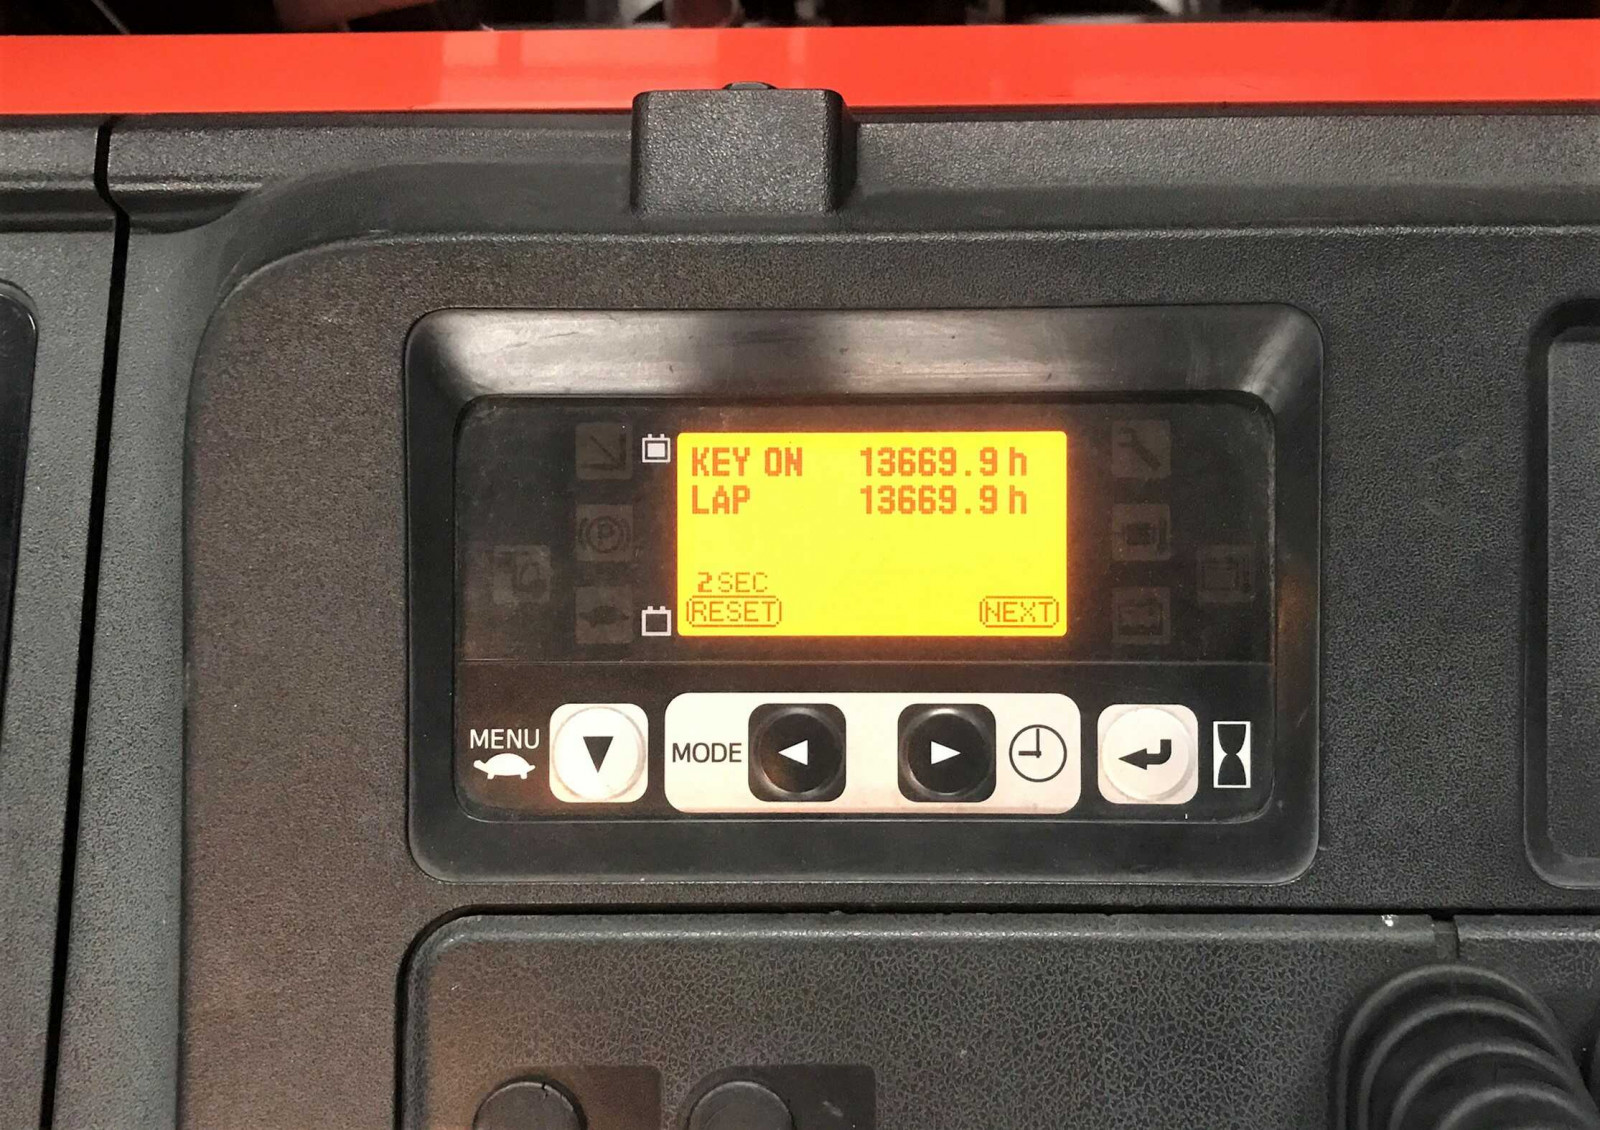 KEY ON 13669.9 h
LAP 13669.9 h
2 SEC
RESET NEXT
MENU MODE